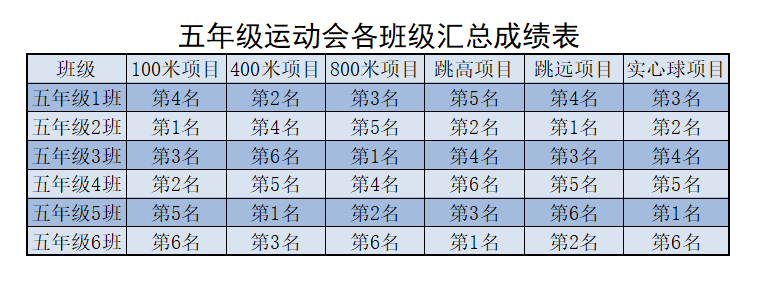 五年级运动会各班级汇总成绩表
班级 100米项目 400米项目 800米项目 跳高项目 跳远项目 实心球项目
五年级1班 第4名 第2名 第3名 第5名 第4名 第3名
五年级2班 第1名 第4名 第5名 第2名 第1名 第2名
五年级3班 第3名 第6名 第1名 第4名 第3名 第4名
五年级4班 第2名 第5名 第4名 第6名 第5名 第5名
五年级5班 第5名 第1名 第2名 第3名 第6名 第1名
五年级6班 第6名 第3名 第6名 第1名 第2名 第6名